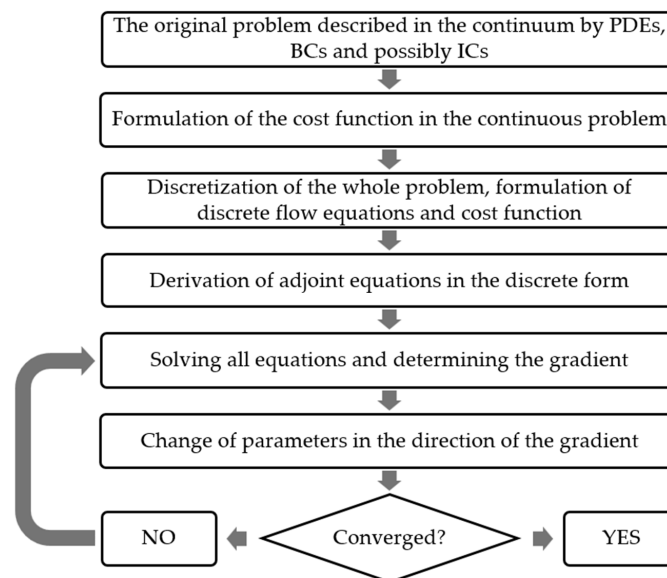 The original problem described in the continuum by PDEs,
BCs and possibly ICs
Formulation of the cost function in the continuous problem
Discretization of the whole problem, formulation of
discrete flow equations and cost function
Derivation of adjoint equations in the discrete form
Solving all equations and determining the gradient
Change of parameters in the direction of the gradient
NO
Converged?
YES